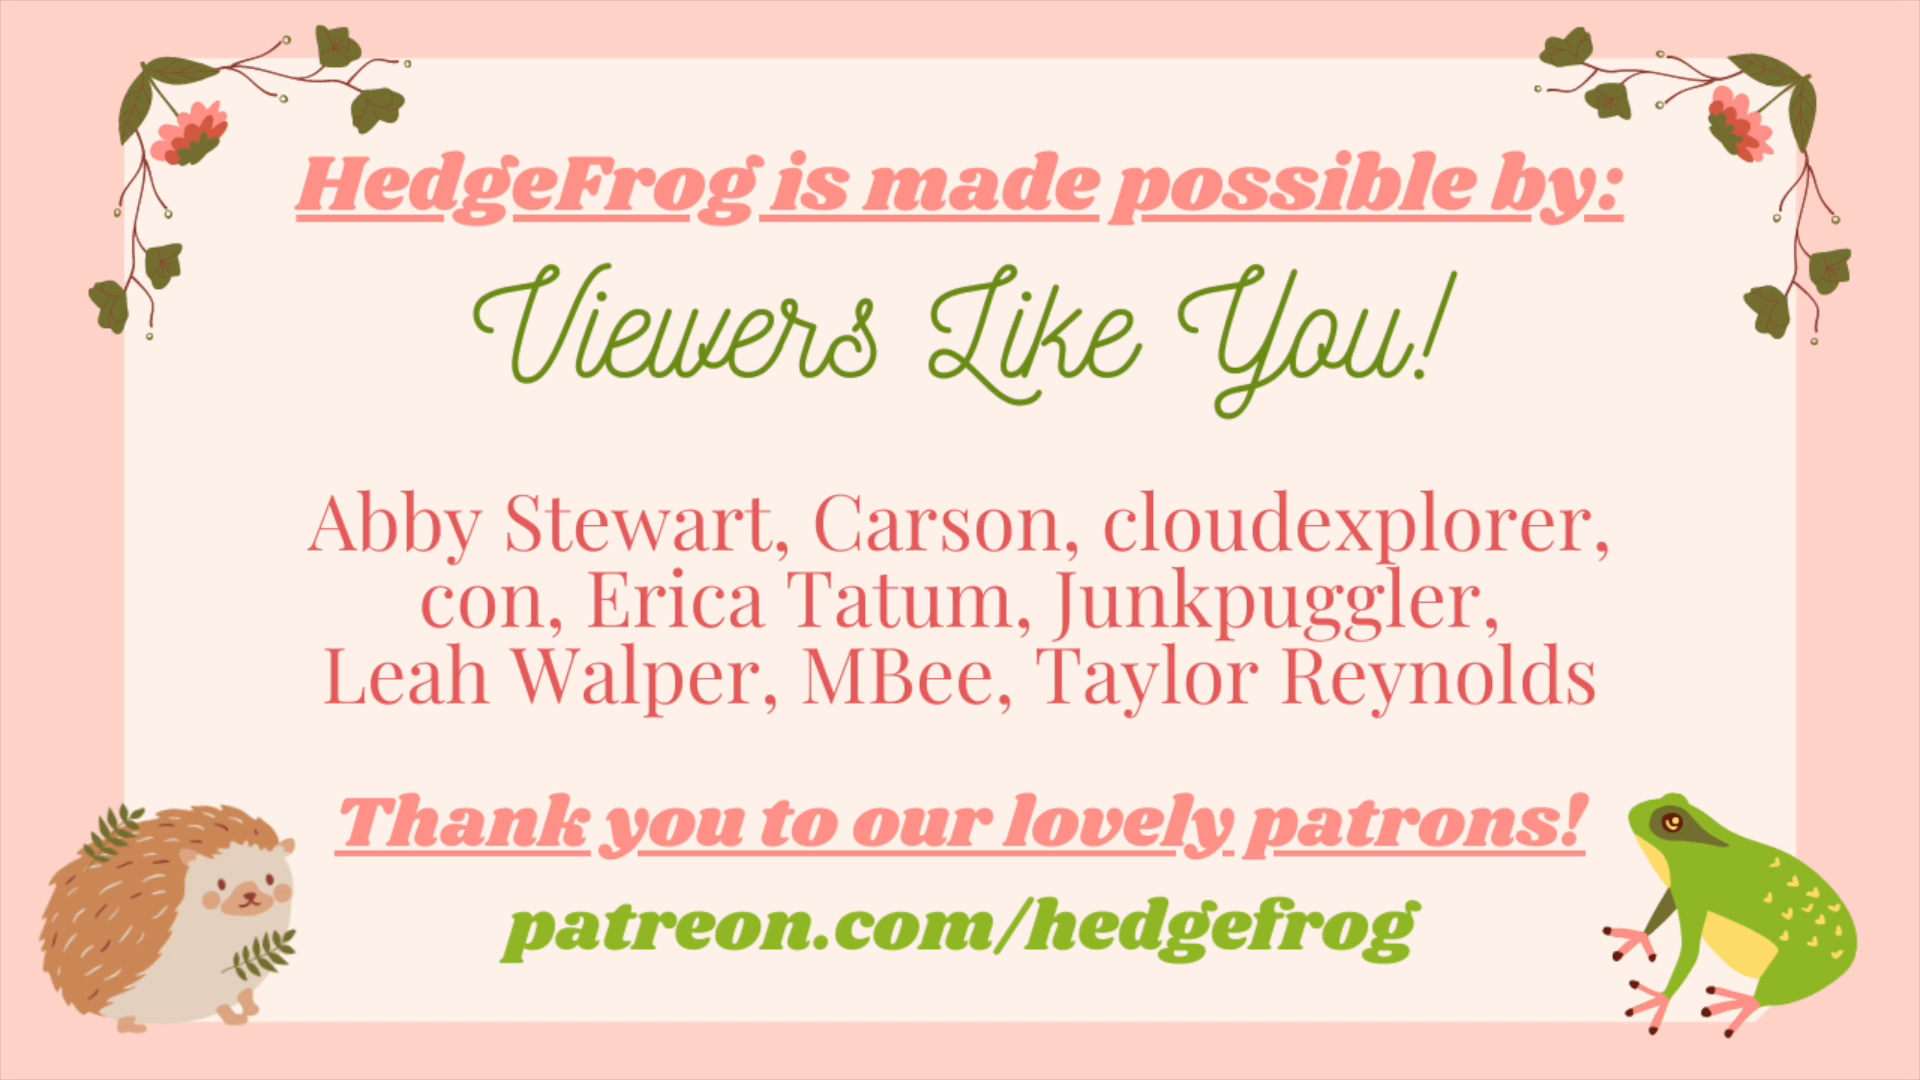 HedgeFrog is made possible by:
Viewers Like You!
Abby Stewart, Carson, cloudexplorer,
con, Erica Tatum, Junkpuggler,
Leah Walper, MBee, Taylor Reynolds
Thank you to our lovely patrons!
patreon.com/hedgefrog